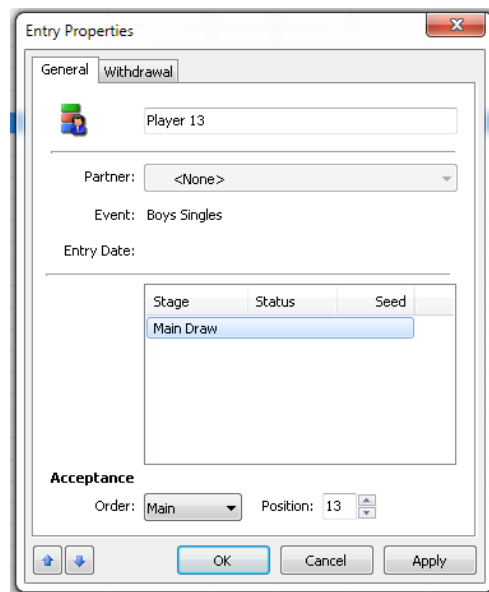 Entry Properties
General Withdrawal
Player 13
Partner: <None>
Event: Boys Singles
Entry Date:
Stage Status Seed
Main Draw
Acceptance
Order: Main Position: 13
OK Cancel Apply